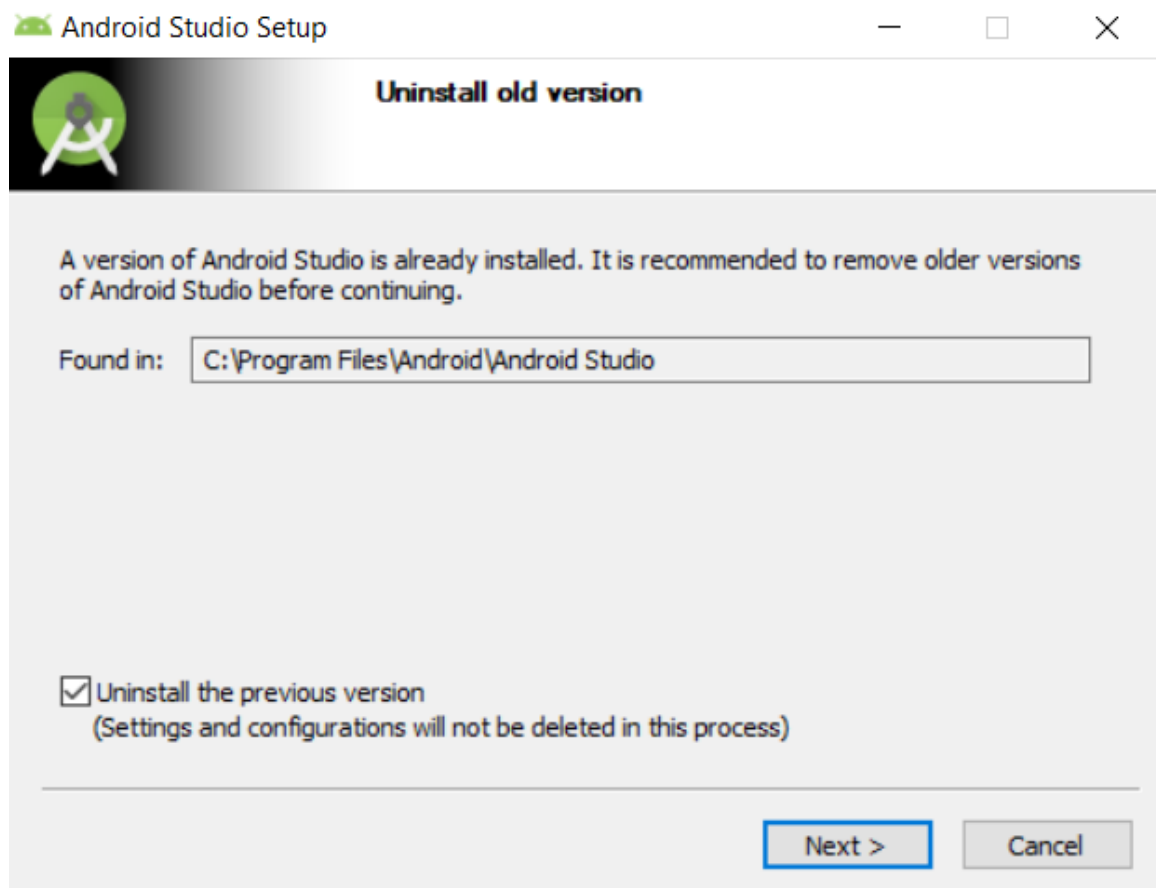 Android Studio Setup
Uninstall old version
A version of Android Studio is already installed. It is recommended to remove older versions
of Android Studio before continuing.
Found in: C:\Program Files\Android\Android Studio
Uninstall the previous version
(Settings and configurations will not be deleted in this process)
Next > Cancel